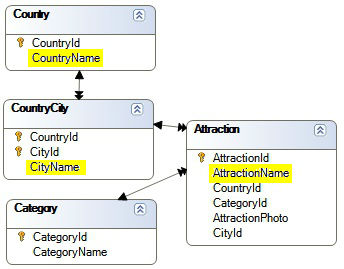 Country
CountryId
CountryName
CountryCity
CountryId
CityId
CityName
Attraction
AttractionId
AttractionName
CountryId
CategoryId
AttractionPhoto
CityId
Category
CategoryId
CategoryName